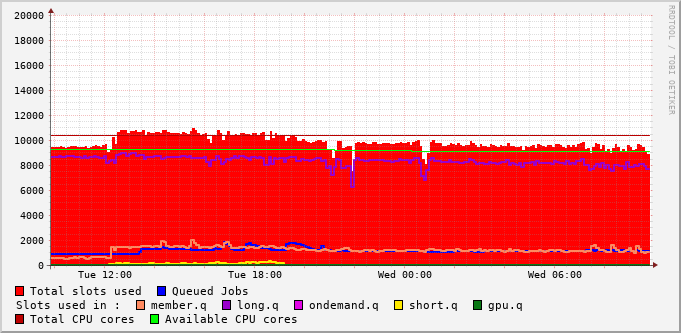 RRDTOOL / TOBI OETIKER
20000
18000
16000
14000
12000
10000
8000
6000
4000
2000
0
Tue 12:00 Tue 18:00 Wed 00:00 Wed 06:00
Total slots used Queued Jobs
Slots used in : member.q long.q ondemand.q short.q gpu.q
Total CPU cores Available CPU cores